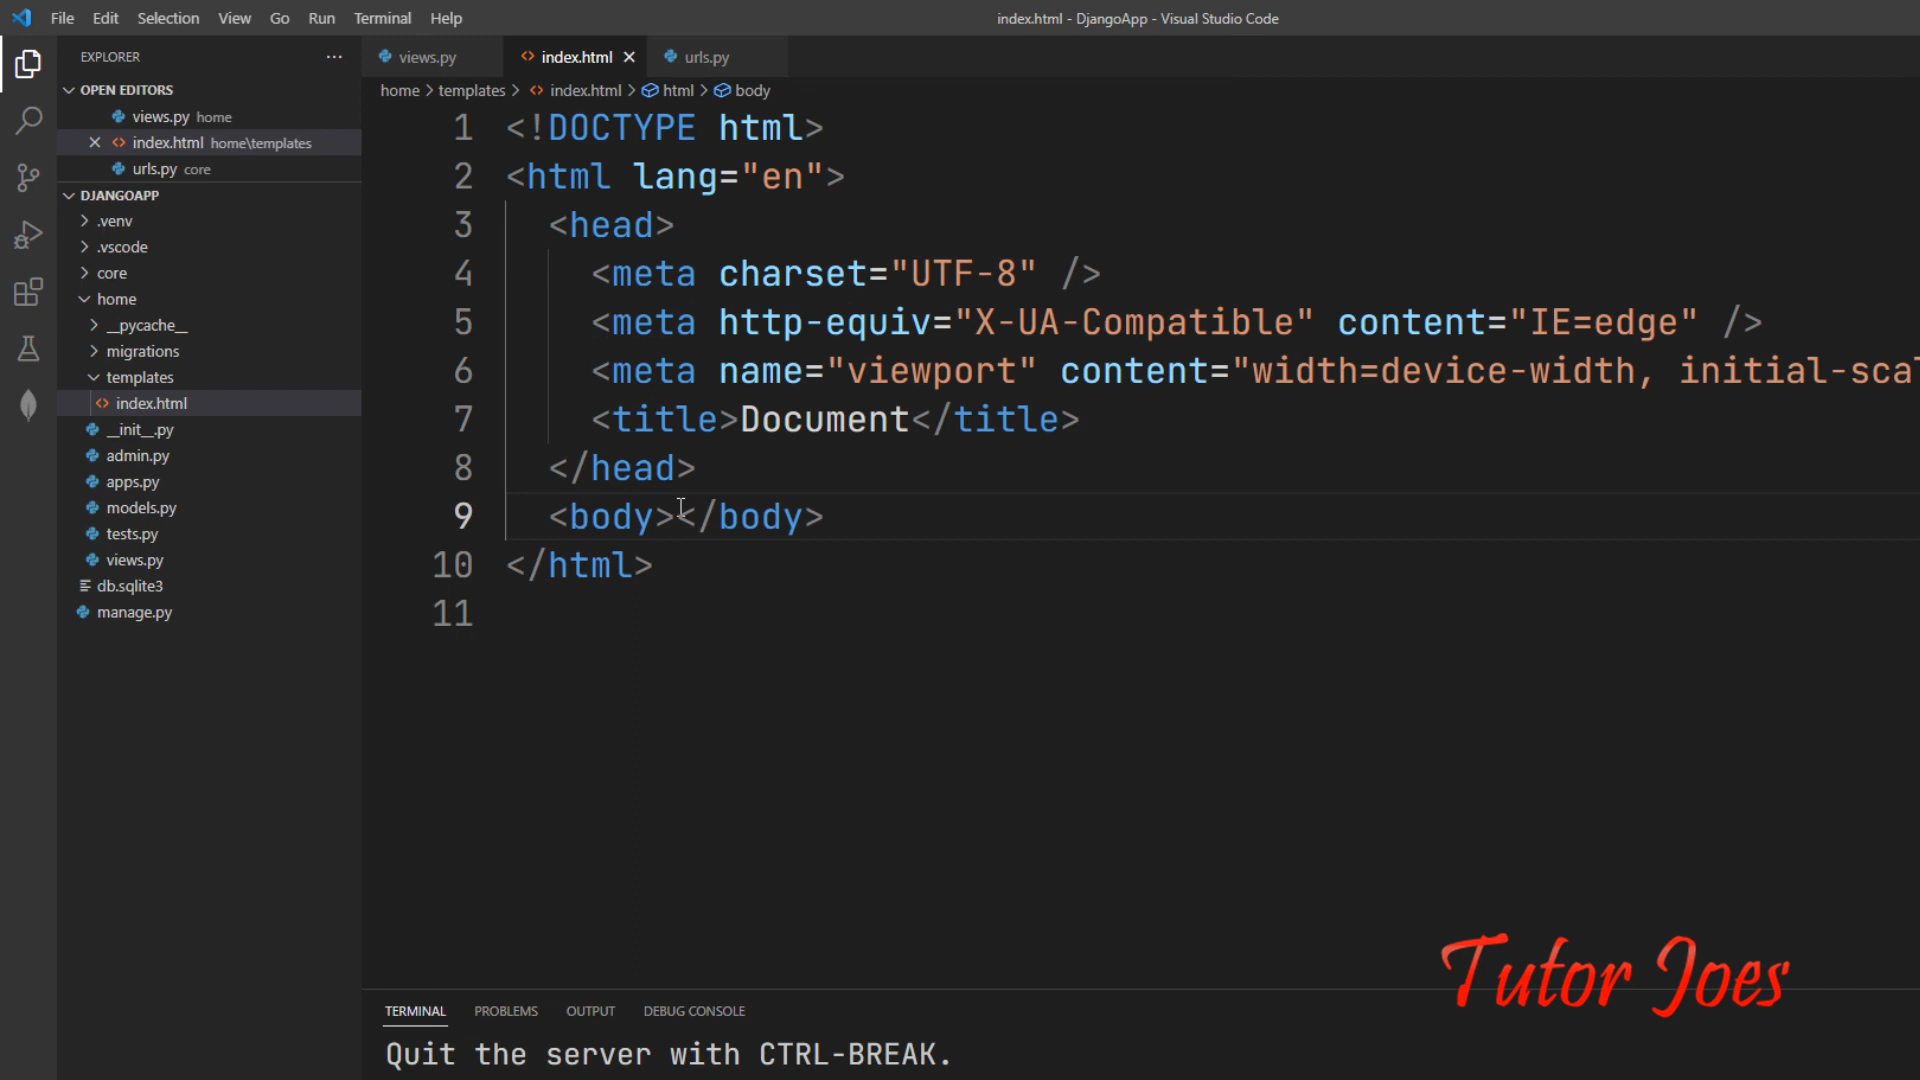 File Edit Selection View Go Run Terminal Help
index.html - DjangoApp - Visual Studio Code
EXPLORER
OPEN EDITORS
views.py home
index.html home\templates
urls.py core
DJANGOAPP
.venv
.vscode
core
home
__pycache__
migrations
templates
index.html
__init__.py
admin.py
apps.py
models.py
tests.py
views.py
db.sqlite3
manage.py
views.py index.html urls.py
home > templates > index.html > html > body
1 <!DOCTYPE html>
2 <html lang="en">
3 <head>
4 <meta charset="UTF-8" />
5 <meta http-equiv="X-UA-Compatible" content="IE=edge" />
6 <meta name="viewport" content="width=device-width, initial-sca
7 <title>Document</title>
8 </head>
9 <body></body>
10 </html>
11
Tutor Joes
TERMINAL PROBLEMS OUTPUT DEBUG CONSOLE
Quit the server with CTRL-BREAK.